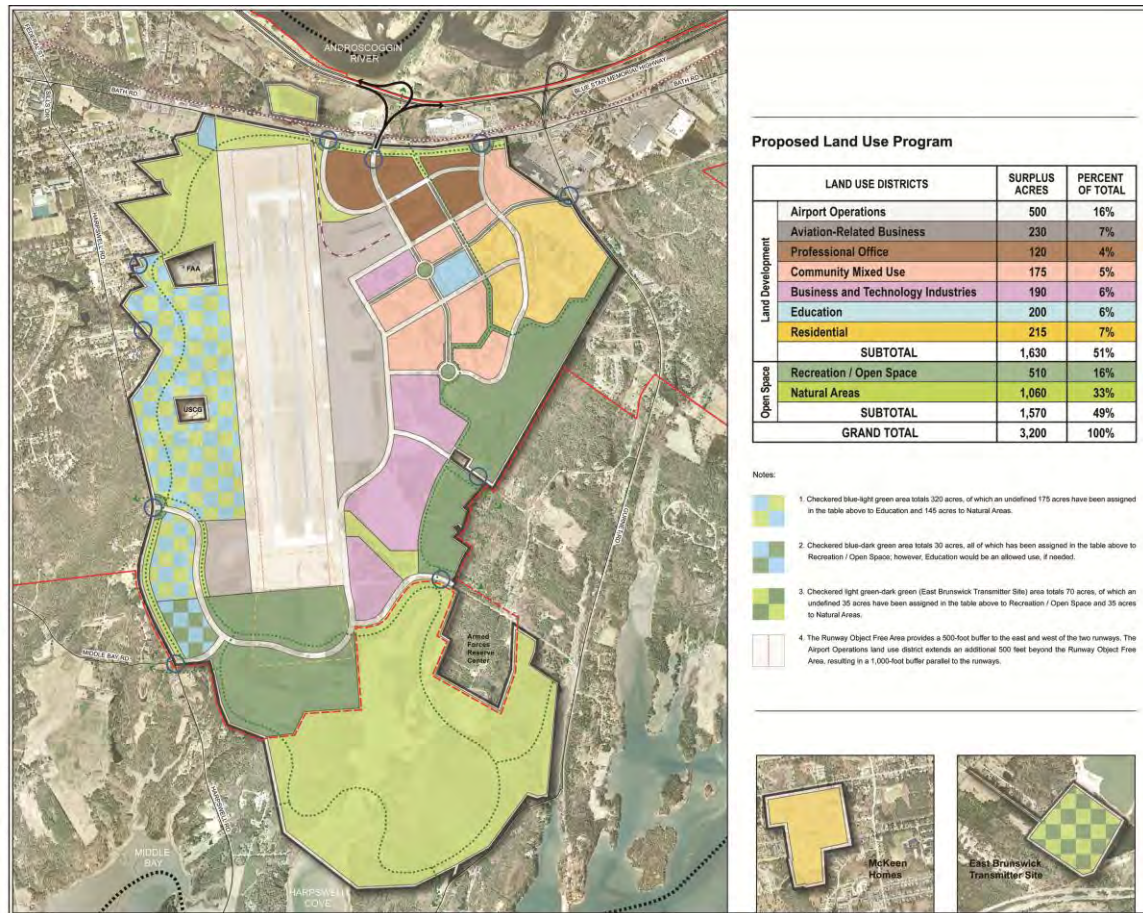 ANDROSCOGGIN
RIVER
BLUE STAR MEMORIAL HIGHWAY
BATH RD
BATH RD
HARPSWELL RD
FAA
USCG
MIDDLE BAY RD
Armed
Forces
Reserve
Center
HARPSWELL RD
MIDDLE
BAY
HARPSWELL
COVE
Proposed Land Use Program
LAND USE DISTRICTS SURPLUS ACRES PERCENT OF TOTAL
Land Development
Airport Operations 500 16%
Aviation-Related Business 230 7%
Professional Office 120 4%
Community Mixed Use 175 5%
Business and Technology Industries 190 6%
Education 200 6%
Residential 215 7%
SUBTOTAL 1,630 51%
Open Space
Recreation / Open Space 510 16%
Natural Areas 1,060 33%
SUBTOTAL 1,570 49%
GRAND TOTAL 3,200 100%
Notes:
1. Checkered blue-light green area totals 320 acres, of which an undefined 175 acres have been assigned
in the table above to Education and 145 acres to Natural Areas.
2. Checkered blue-dark green area totals 30 acres, all of which has been assigned in the table above to
Recreation / Open Space; however, Education would be an allowed use, if needed.
3. Checkered light green-dark green (East Brunswick Transmitter Site) area totals 70 acres, of which an
undefined 35 acres have been assigned in the table above to Recreation / Open Space and 35 acres
to Natural Areas.
4. The Runway Object Free Area provides a 500-foot buffer to the east and west of the two runways. The
Airport Operations land use district extends an additional 500 feet beyond the Runway Object Free
Area, resulting in a 1,000-foot buffer parallel to the runways.
McKeen
Homes
East Brunswick
Transmitter Site